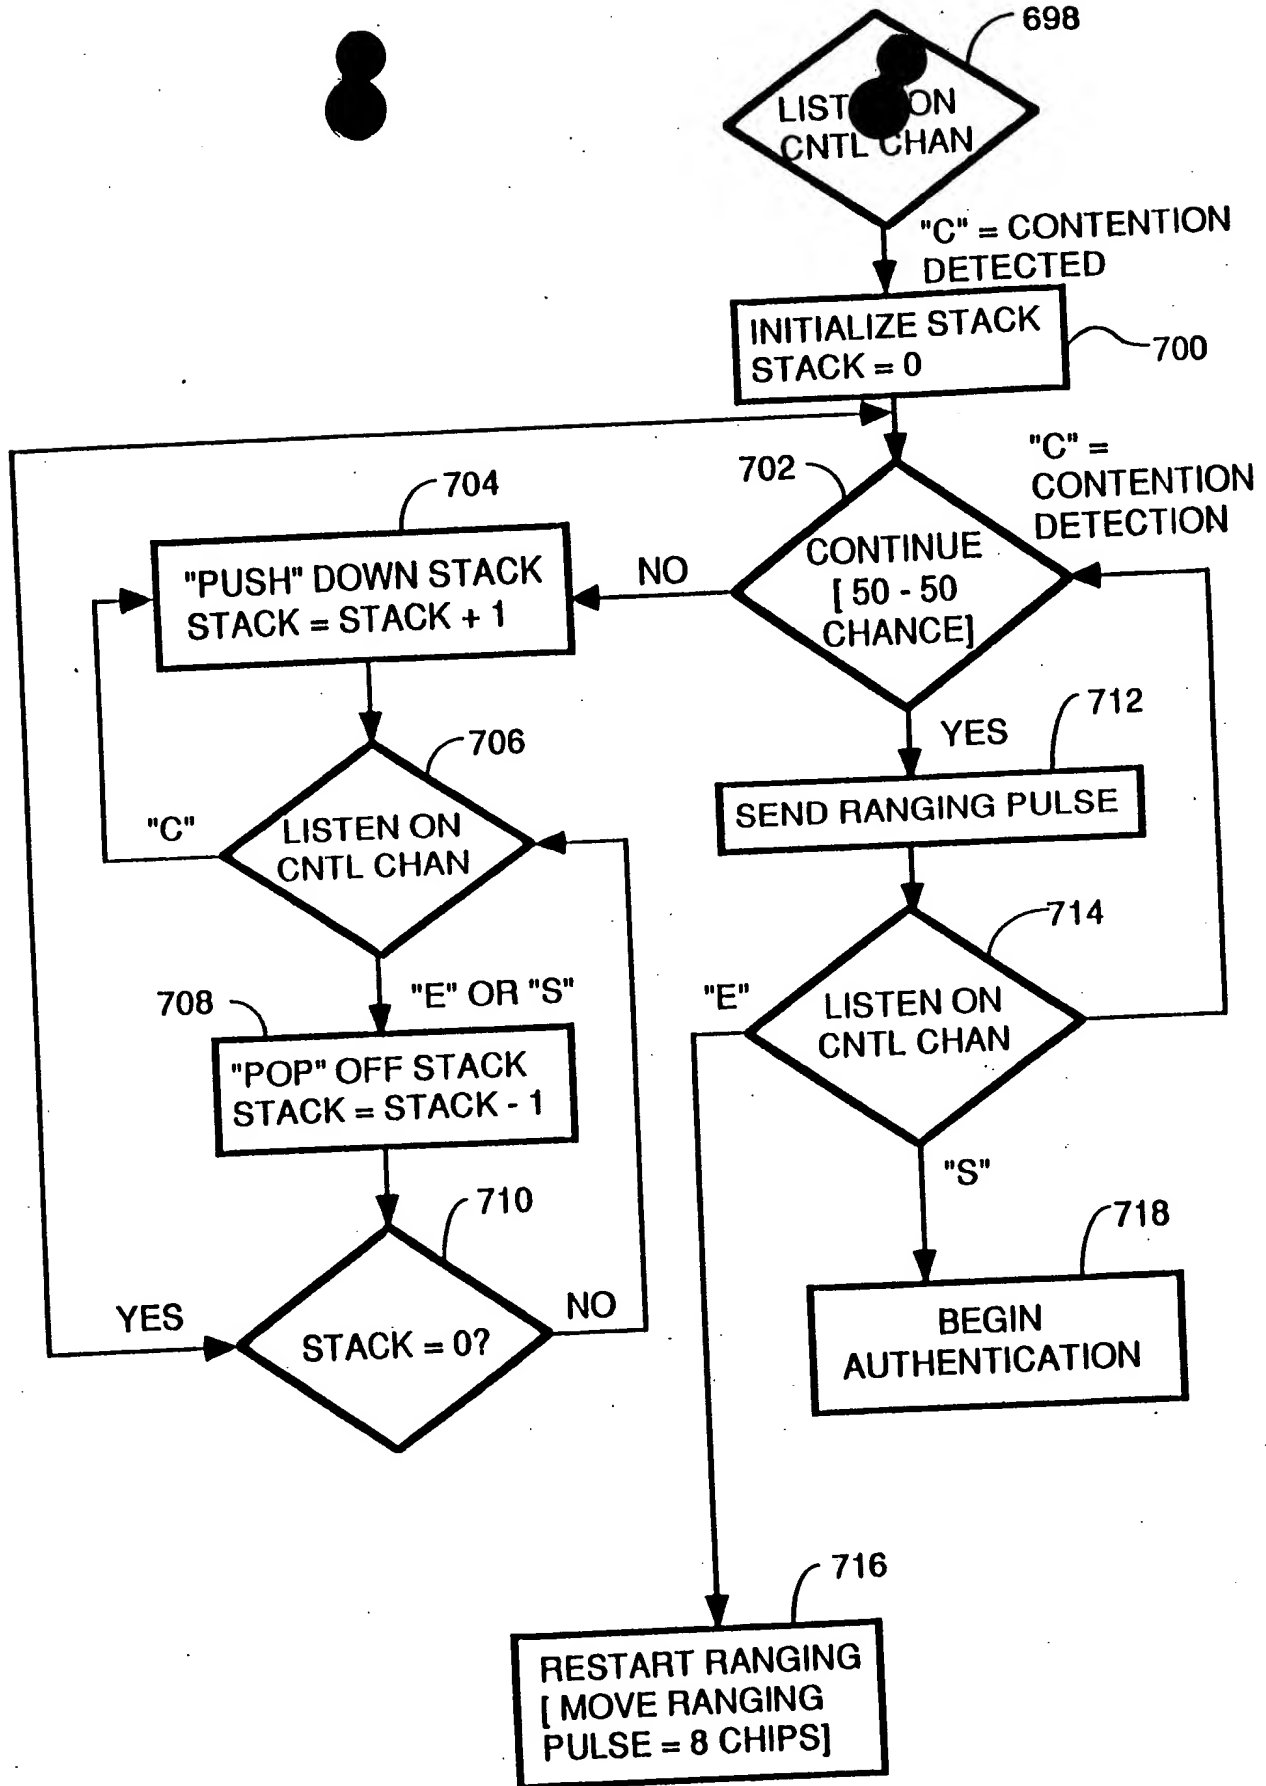 698
ON
CNTL CHAN
"C" = CONTENTION
DETECTED
INITIALIZE STACK
STACK = 0
700
702
"C" =
CONTENTION
DETECTION
704
"PUSH" DOWN STACK
STACK = STACK + 1
NO
CONTINUE
[ 50 - 50
CHANCE]
706
712
YES
"C"
LISTEN ON
CNTL CHAN
SEND RANGING PULSE
714
708
"E" OR "S"
"E"
LISTEN ON
CNTL CHAN
"POP" OFF STACK
STACK = STACK - 1
"S"
710
718
YES
NO
STACK = 0?
BEGIN
AUTHENTICATION
716
RESTART RANGING
[ MOVE RANGING
PULSE = 8 CHIPS]